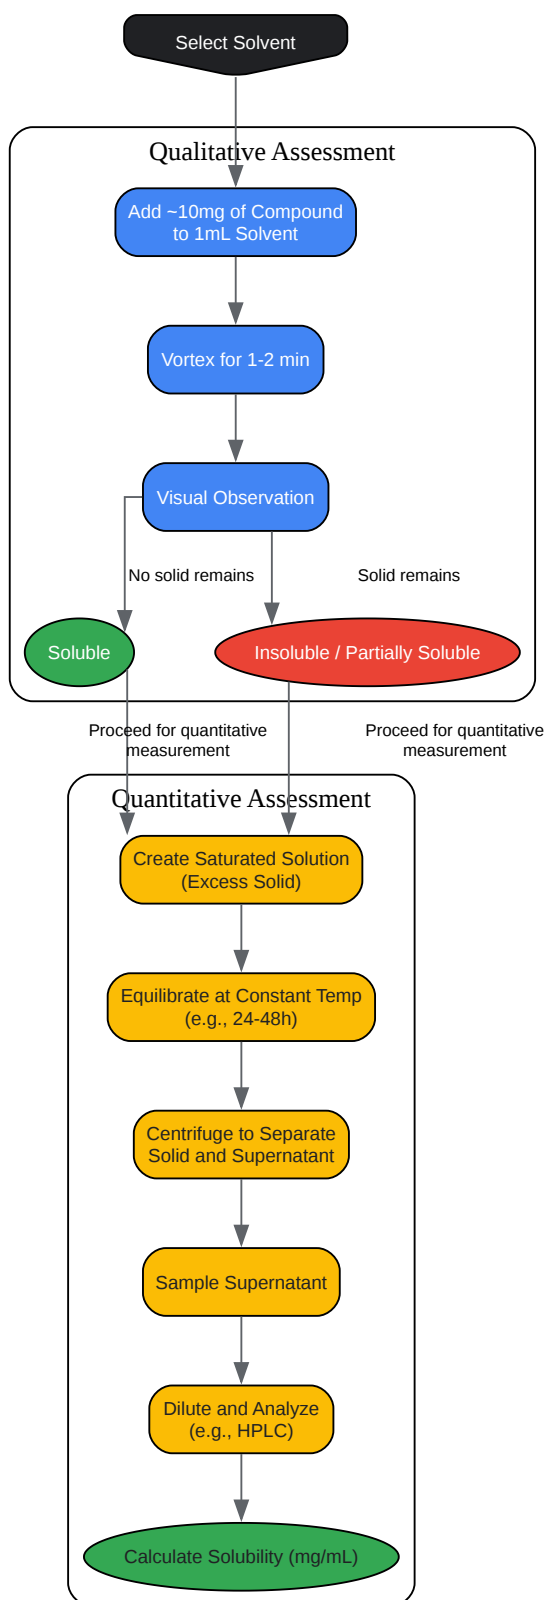 Select Solvent
Qualitative Assessment
Add ~10mg of Compound
to 1mL Solvent
Vortex for 1-2 min
Visual Observation
No solid remains
Solid remains
Soluble
Insoluble / Partially Soluble
Proceed for quantitative
measurement
Proceed for quantitative
measurement
Quantitative Assessment
Create Saturated Solution
(Excess Solid)
Equilibrate at Constant Temp
(e.g., 24-48h)
Centrifuge to Separate
Solid and Supernatant
Sample Supernatant
Dilute and Analyze
(e.g., HPLC)
Calculate Solubility (mg/mL)